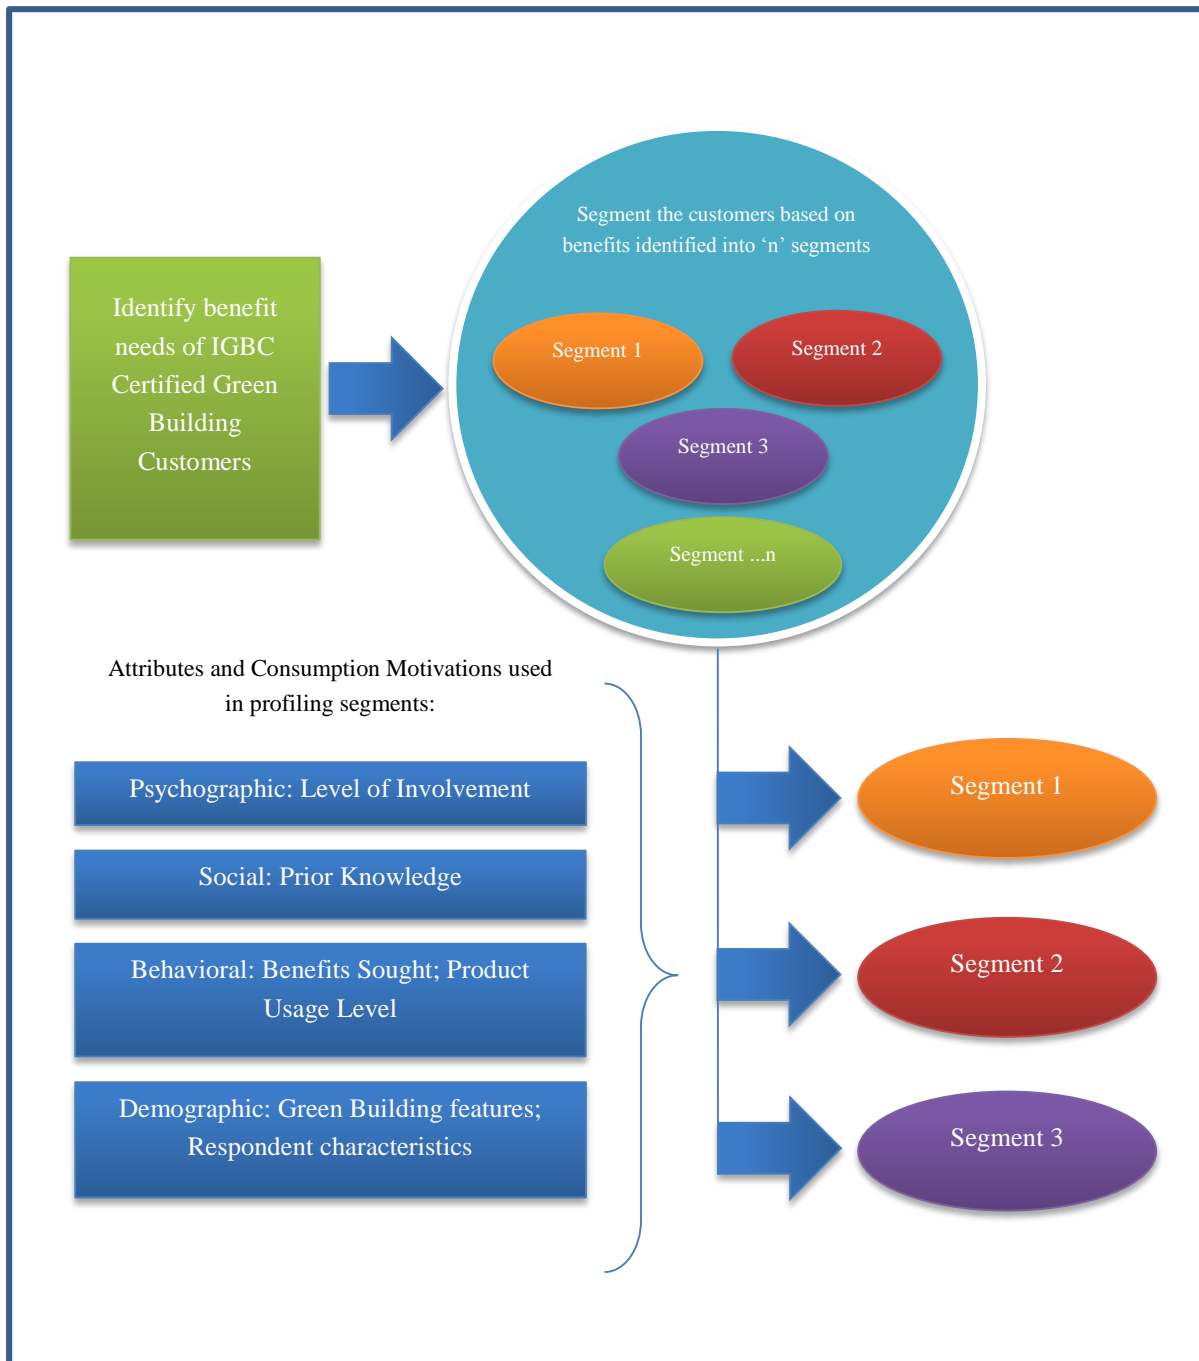 Identify benefit
needs of IGBC
Certified Green
Building
Customers
Segment the customers based on
benefits identified into ‘n’ segments
Segment 1
Segment 2
Segment 3
Segment ...n
Attributes and Consumption Motivations used
in profiling segments:
Psychographic: Level of Involvement
Social: Prior Knowledge
Behavioral: Benefits Sought; Product
Usage Level
Demographic: Green Building features;
Respondent characteristics
Segment 1
Segment 2
Segment 3